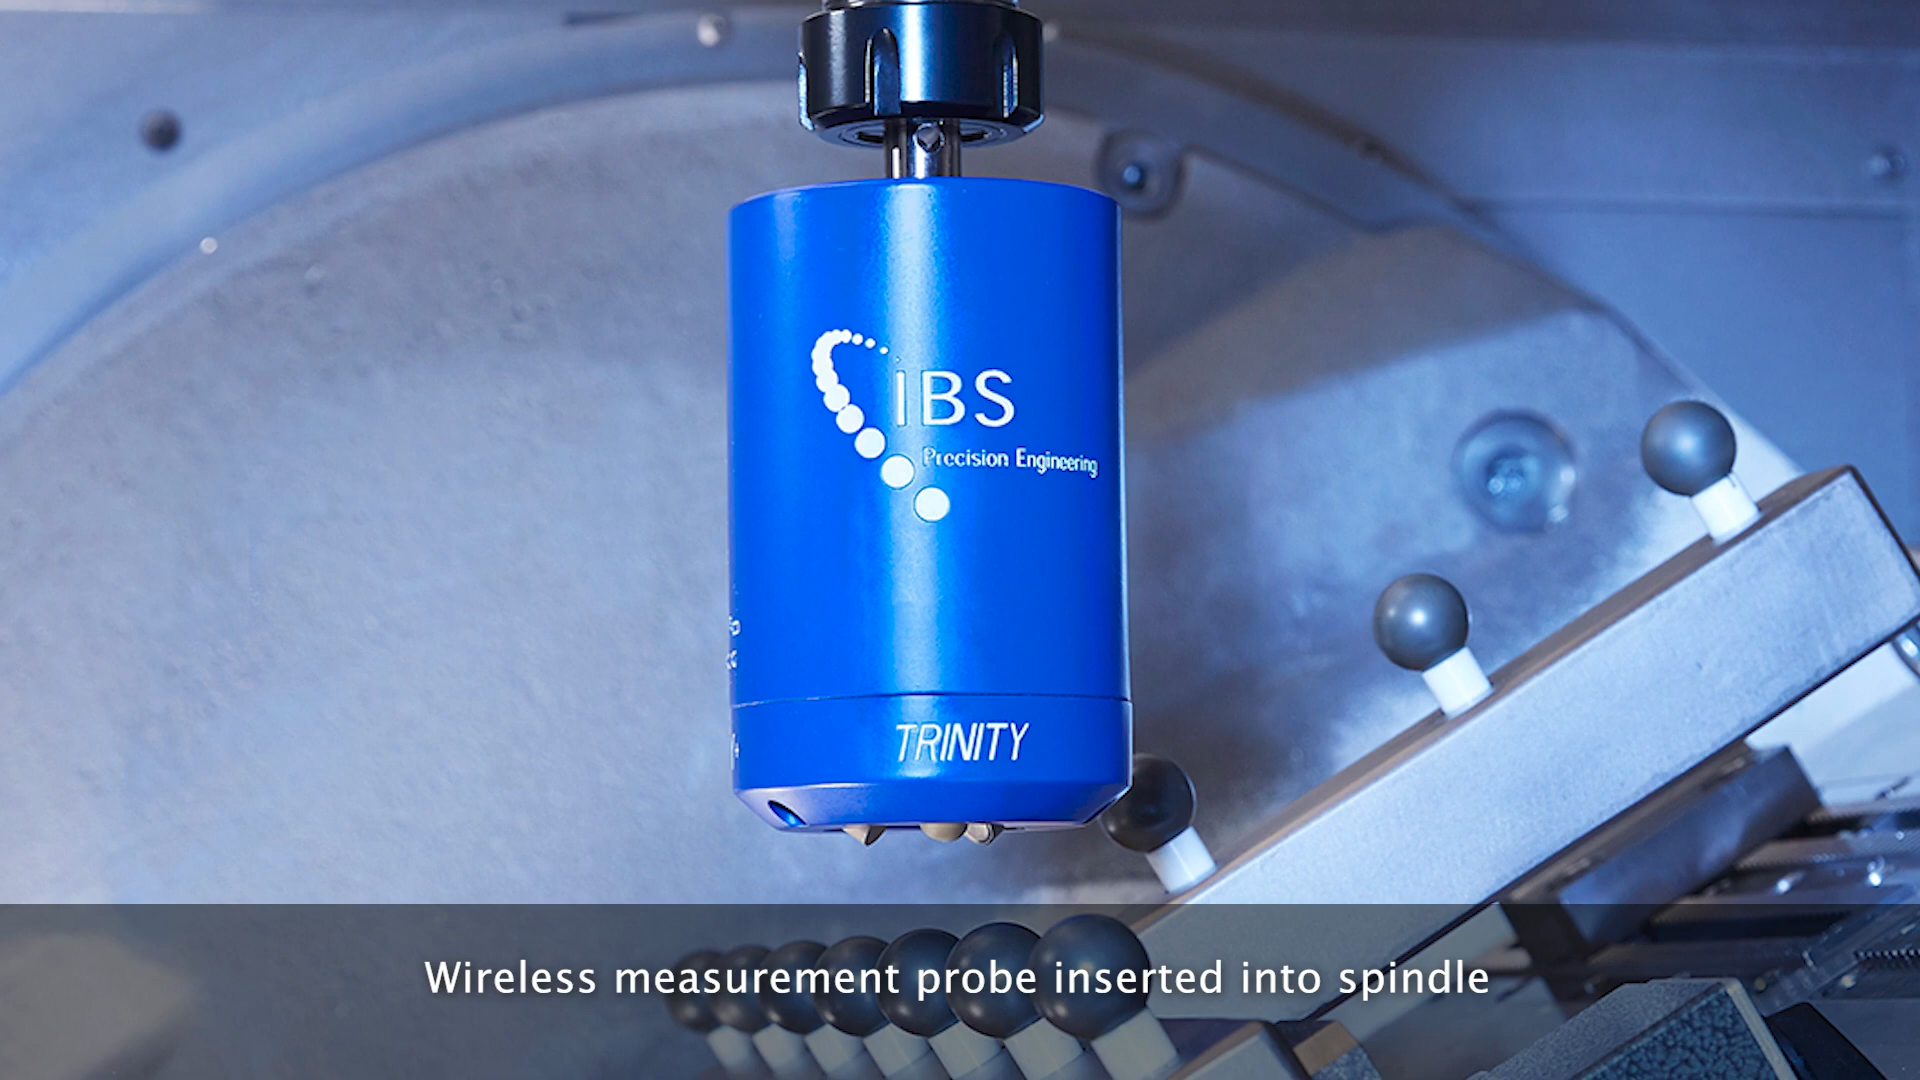 IBS
Precision Engineering
TRINITY
Wireless measurement probe inserted into spindle